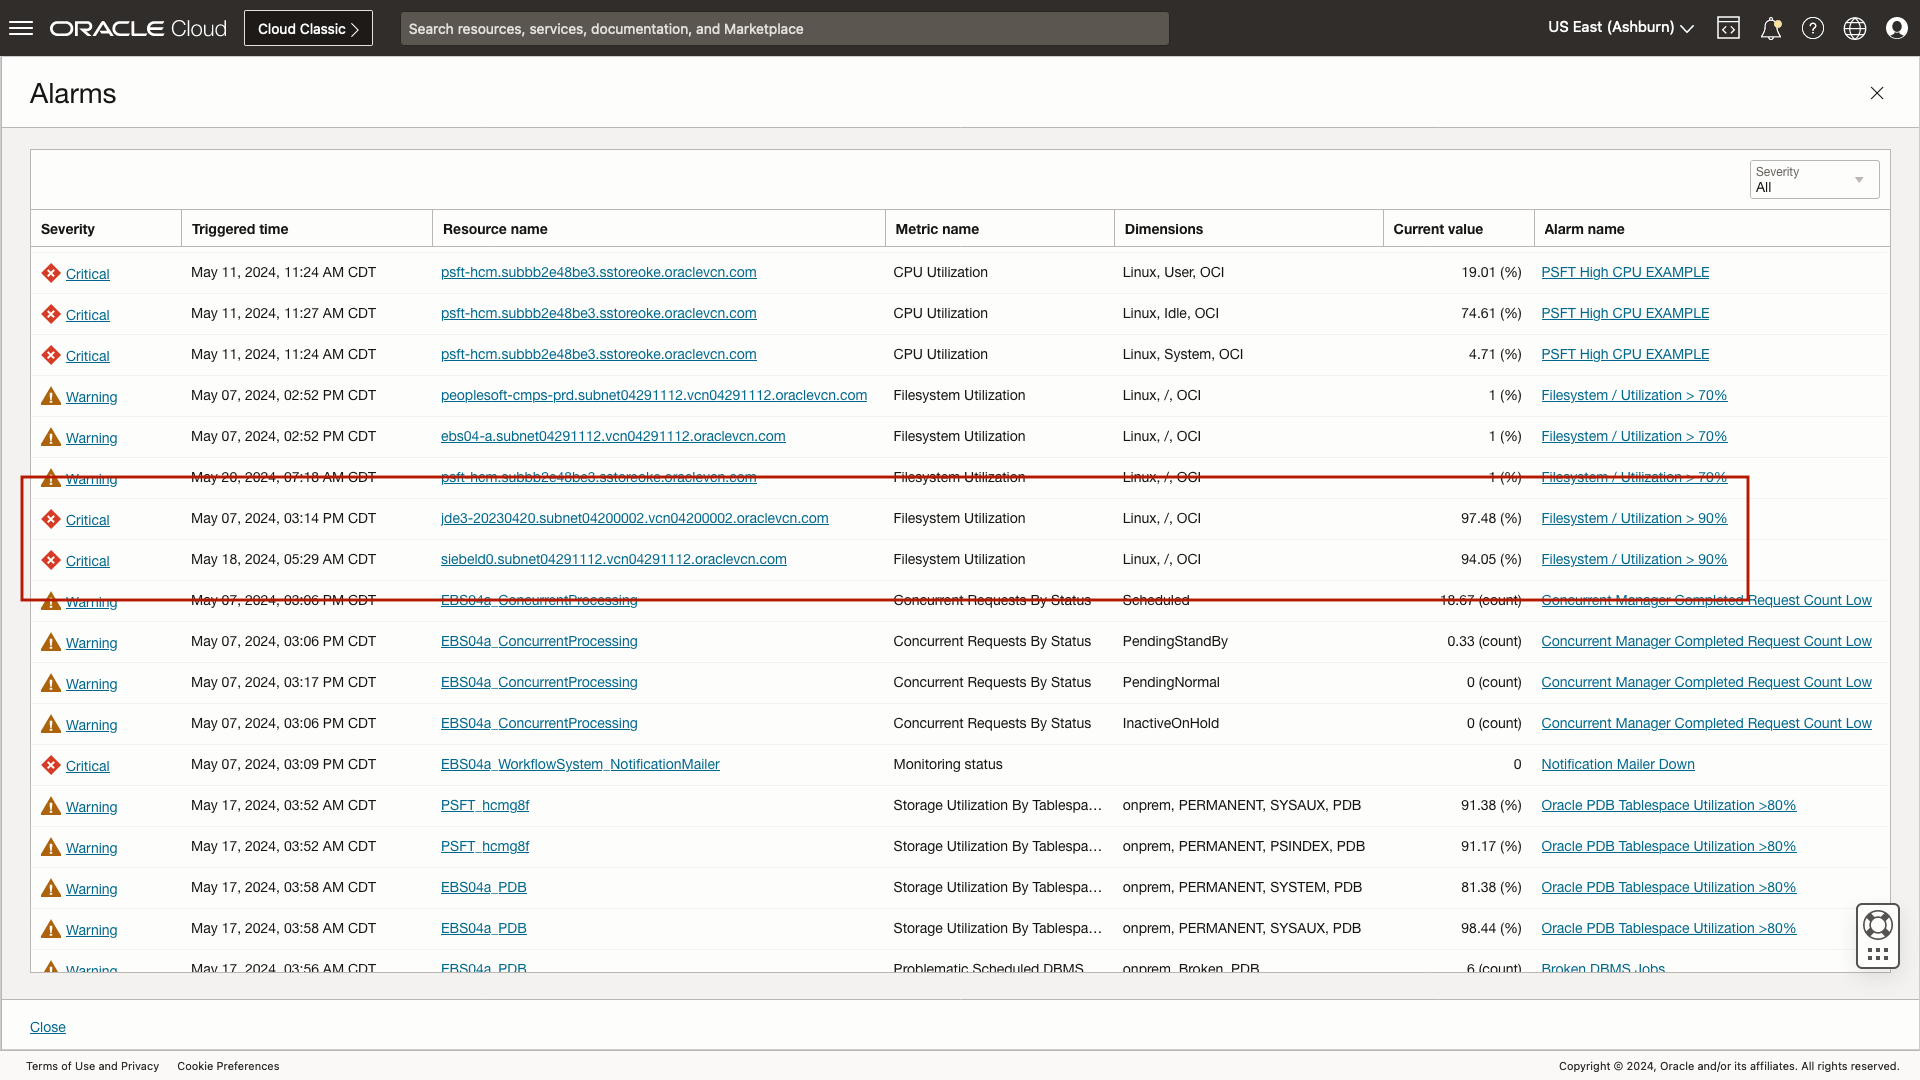 ORACLE Cloud
Cloud Classic
Search resources, services, documentation, and Marketplace
US East (Ashburn)
Alarms
Severity
All
Severity Triggered time Resource name Metric name Dimensions Current value Alarm name
Critical May 11, 2024, 11:24 AM CDT psft-hcm.subbb2e48be3.sstoreoke.oraclevcn.com CPU Utilization Linux, User, OCI 19.01 (%) PSFT High CPU EXAMPLE
Critical May 11, 2024, 11:27 AM CDT psft-hcm.subbb2e48be3.sstoreoke.oraclevcn.com CPU Utilization Linux, Idle, OCI 74.61 (%) PSFT High CPU EXAMPLE
Critical May 11, 2024, 11:24 AM CDT psft-hcm.subbb2e48be3.sstoreoke.oraclevcn.com CPU Utilization Linux, System, OCI 4.71 (%) PSFT High CPU EXAMPLE
Warning May 07, 2024, 02:52 PM CDT peoplesoft-cmps-prd.subnet04291112.vcn04291112.oraclevcn.com Filesystem Utilization Linux, /, OCI 1 (%) Filesystem / Utilization > 70%
Warning May 07, 2024, 02:52 PM CDT ebs04-a.subnet04291112.vcn04291112.oraclevcn.com Filesystem Utilization Linux, /, OCI 1 (%) Filesystem / Utilization > 70%
Warning May 20, 2024, 07:18 AM CDT psft-hcm.subbb2e48be3.sstoreoke.oraclevcn.com Filesystem Utilization Linux, /, OCI 1 (%) Filesystem / Utilization > 70%
Critical May 07, 2024, 03:14 PM CDT jde3-20230420.subnet04200002.vcn04200002.oraclevcn.com Filesystem Utilization Linux, /, OCI 97.48 (%) Filesystem / Utilization > 90%
Critical May 18, 2024, 05:29 AM CDT siebeld0.subnet04291112.vcn04291112.oraclevcn.com Filesystem Utilization Linux, /, OCI 94.05 (%) Filesystem / Utilization > 90%
Warning May 07, 2024, 03:06 PM CDT EBS04a_ConcurrentProcessing Concurrent Requests By Status Scheduled 18.67 (count) Concurrent Manager Completed Request Count Low
Warning May 07, 2024, 03:06 PM CDT EBS04a_ConcurrentProcessing Concurrent Requests By Status PendingStandBy 0.33 (count) Concurrent Manager Completed Request Count Low
Warning May 07, 2024, 03:17 PM CDT EBS04a_ConcurrentProcessing Concurrent Requests By Status PendingNormal 0 (count) Concurrent Manager Completed Request Count Low
Warning May 07, 2024, 03:06 PM CDT EBS04a_ConcurrentProcessing Concurrent Requests By Status InactiveOnHold 0 (count) Concurrent Manager Completed Request Count Low
Critical May 07, 2024, 03:09 PM CDT EBS04a_WorkflowSystem_NotificationMailer Monitoring status 0 Notification Mailer Down
Warning May 17, 2024, 03:52 AM CDT PSFT_hcmg8f Storage Utilization By Tablespa... onprem, PERMANENT, SYSAUX, PDB 91.38 (%) Oracle PDB Tablespace Utilization >80%
Warning May 17, 2024, 03:52 AM CDT PSFT_hcmg8f Storage Utilization By Tablespa... onprem, PERMANENT, PSINDEX, PDB 91.17 (%) Oracle PDB Tablespace Utilization >80%
Warning May 17, 2024, 03:58 AM CDT EBS04a_PDB Storage Utilization By Tablespa... onprem, PERMANENT, SYSTEM, PDB 81.38 (%) Oracle PDB Tablespace Utilization >80%
Warning May 17, 2024, 03:58 AM CDT EBS04a_PDB Storage Utilization By Tablespa... onprem, PERMANENT, SYSAUX, PDB 98.44 (%) Oracle PDB Tablespace Utilization >80%
Warning May 17, 2024, 03:56 AM CDT EBS04a_PDB Problematic Scheduled DBMS onprem, Broken, PDB 6 (count) Broken DBMS Jobs
Close
Terms of Use and Privacy Cookie Preferences
Copyright © 2024, Oracle and/or its affiliates. All rights reserved.